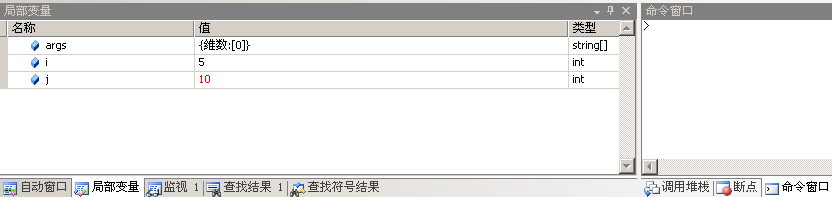 局部变量
名称 值 类型
args {维数:[0]} string[]
i 5 int
j 10 int
自动窗口 局部变量 监视 1 查找结果 1 查找符号结果
命令窗口
>
调用堆栈 断点 命令窗口